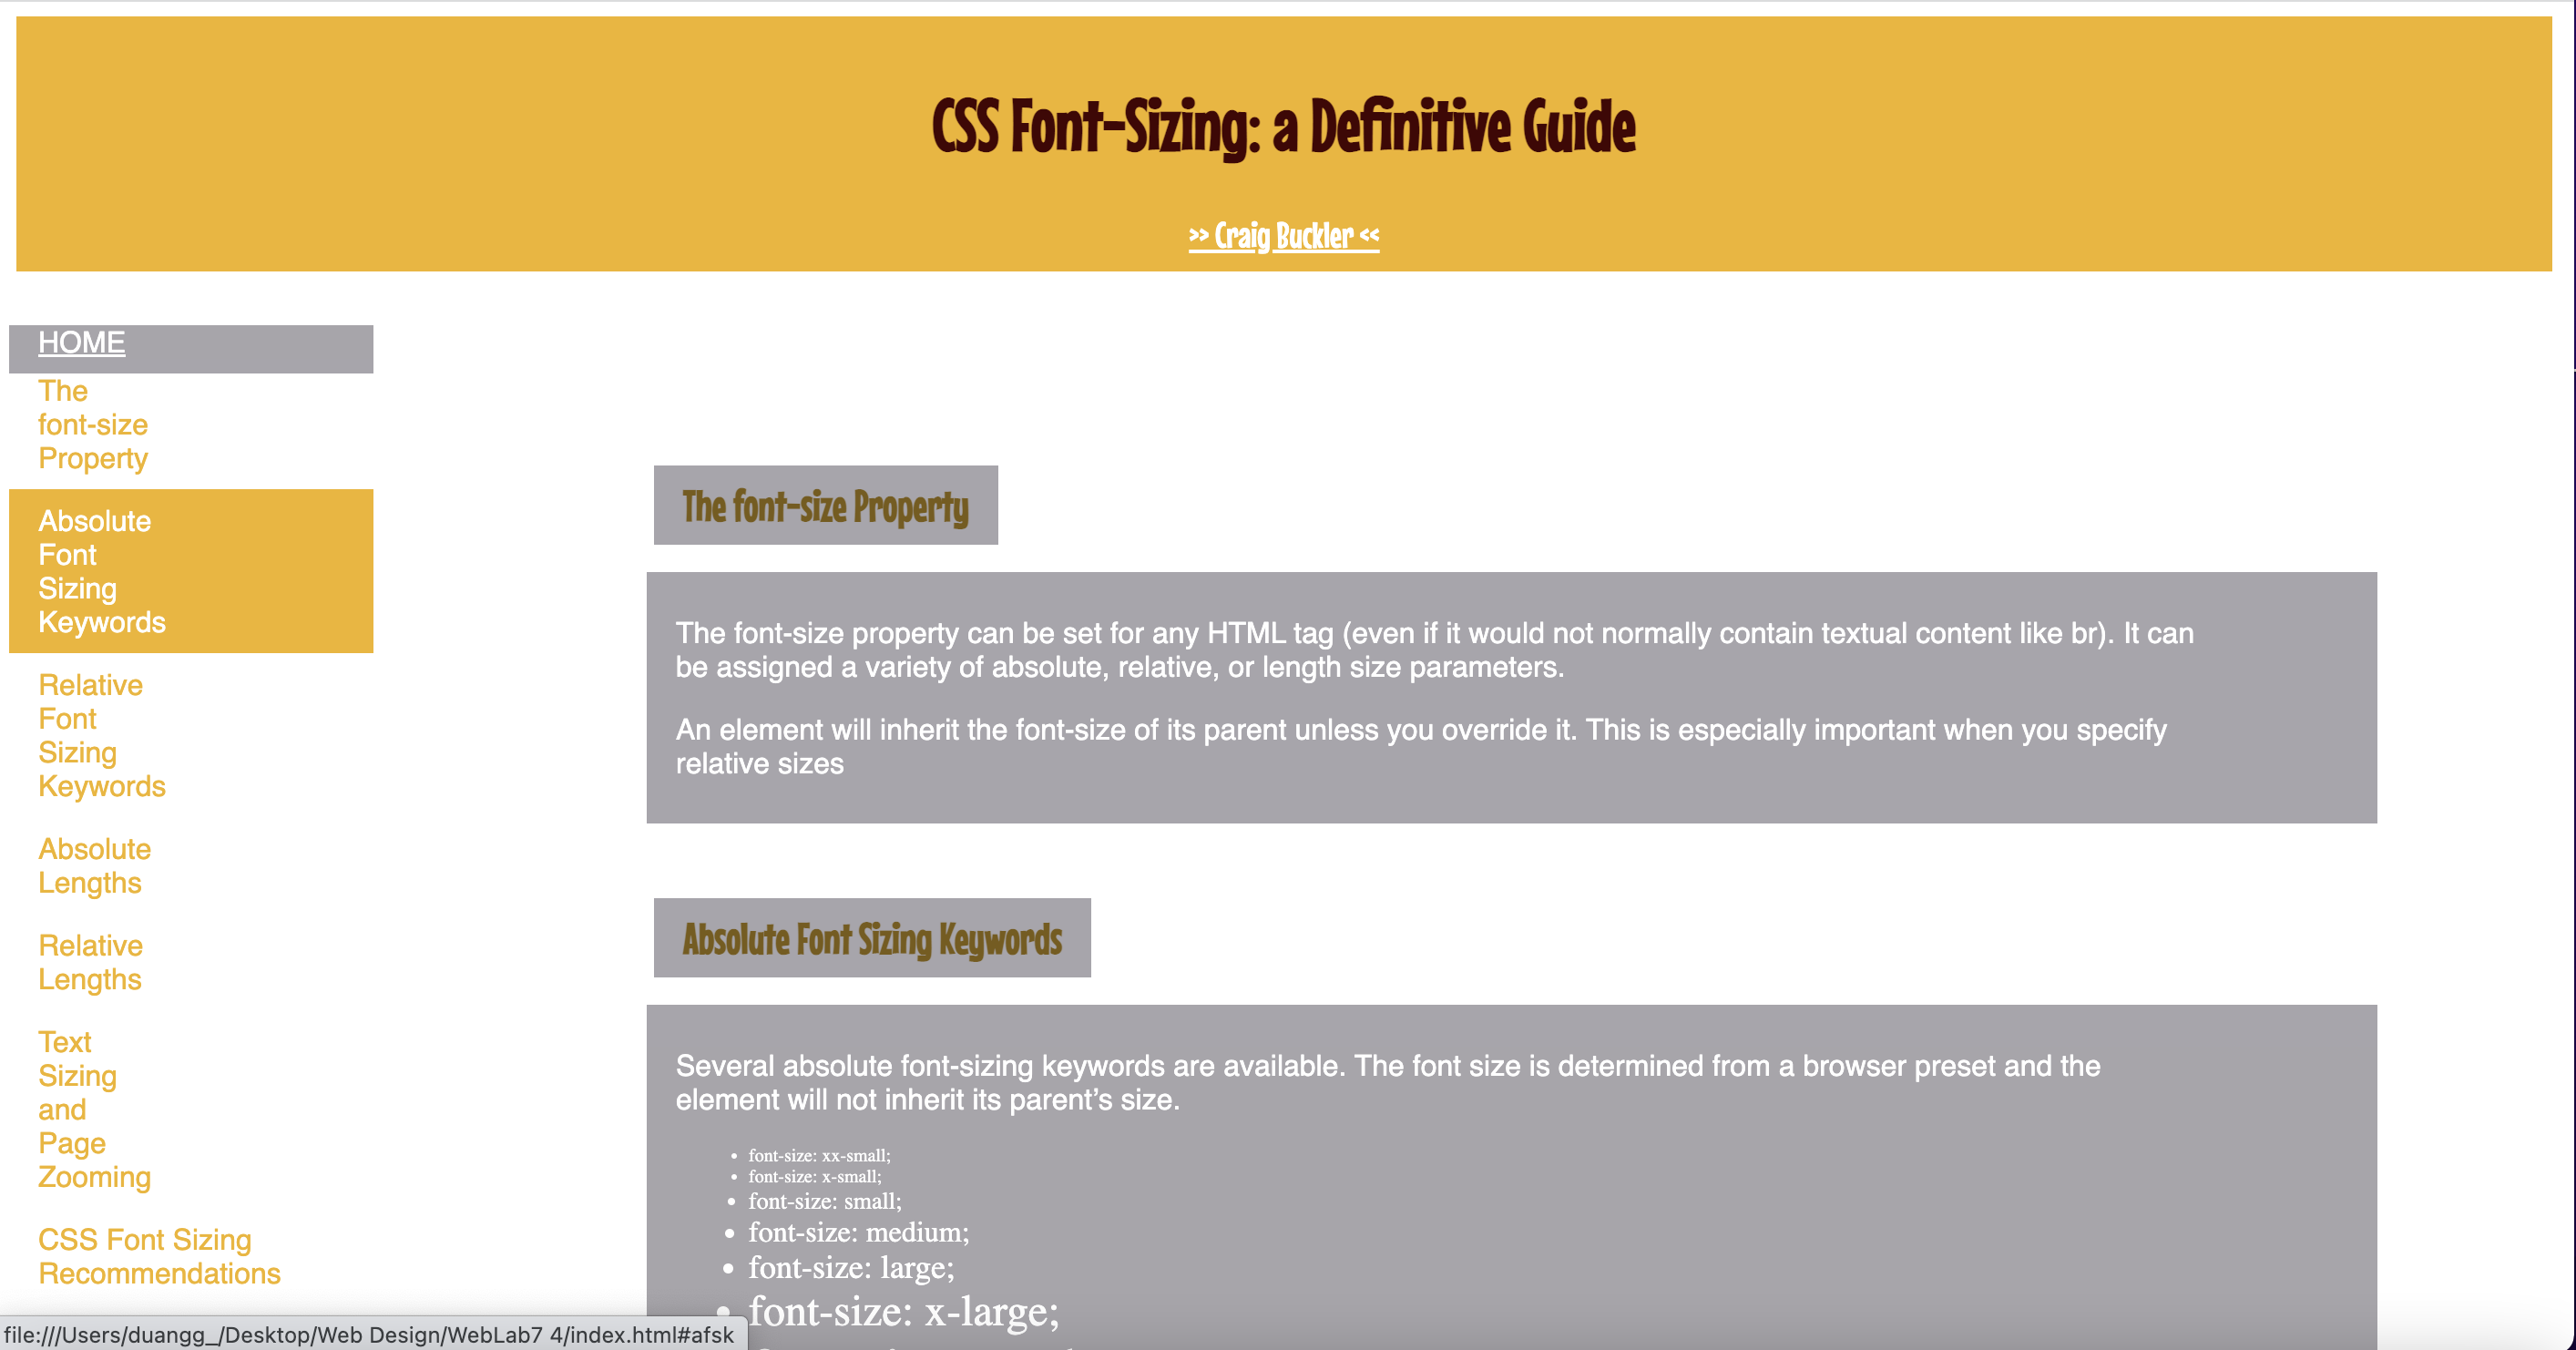 CSS Font-Sizing: a Definitive Guide
>> Craig Buckler <<
HOME
The
font-size
Property
Absolute
Font
Sizing
Keywords
Relative
Font
Sizing
Keywords
Absolute
Lengths
Relative
Lengths
Text
Sizing
and
Page
Zooming
CSS Font Sizing
Recommendations
The font-size Property
The font-size property can be set for any HTML tag (even if it would not normally contain textual content like br). It can
be assigned a variety of absolute, relative, or length size parameters.
An element will inherit the font-size of its parent unless you override it. This is especially important when you specify
relative sizes
Absolute Font Sizing Keywords
Several absolute font-sizing keywords are available. The font size is determined from a browser preset and the
element will not inherit its parent’s size.
• font-size: xx-small;
• font-size: x-small;
• font-size: small;
• font-size: medium;
• font-size: large;
• font-size: x-large;
file:///Users/duangg_/Desktop/Web Design/WebLab7 4/index.html#afsk